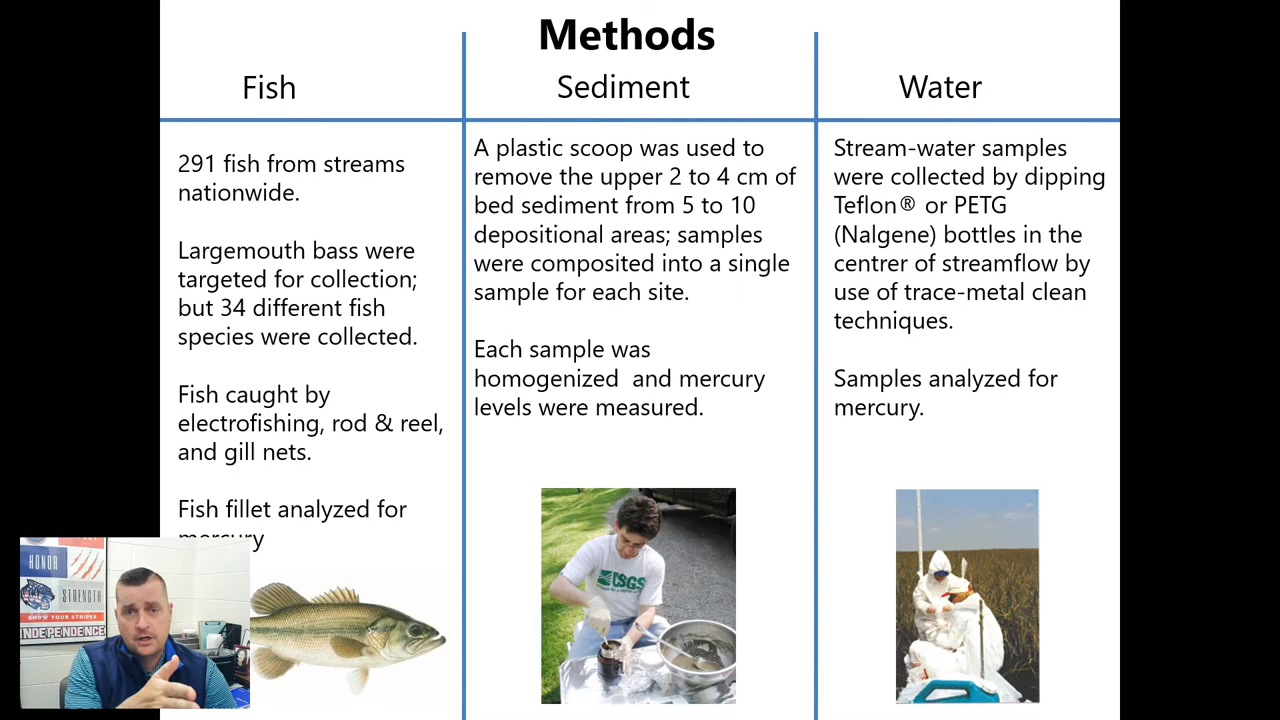 Methods
Fish
Sediment
Water
291 fish from streams
nationwide.
Largemouth bass were
targeted for collection;
but 34 different fish
species were collected.
Fish caught by
electrofishing, rod & reel,
and gill nets.
Fish fillet analyzed for
mercury
A plastic scoop was used to
remove the upper 2 to 4 cm of
bed sediment from 5 to 10
depositional areas; samples
were composited into a single
sample for each site.
Each sample was
homogenized and mercury
levels were measured.
Stream-water samples
were collected by dipping
Teflon® or PETG
(Nalgene) bottles in the
centrer of streamflow by
use of trace-metal clean
techniques.
Samples analyzed for
mercury.
HONOR
STRENGTH
SHOW YOUR STRIPES
INDEPENDENCE
USGS